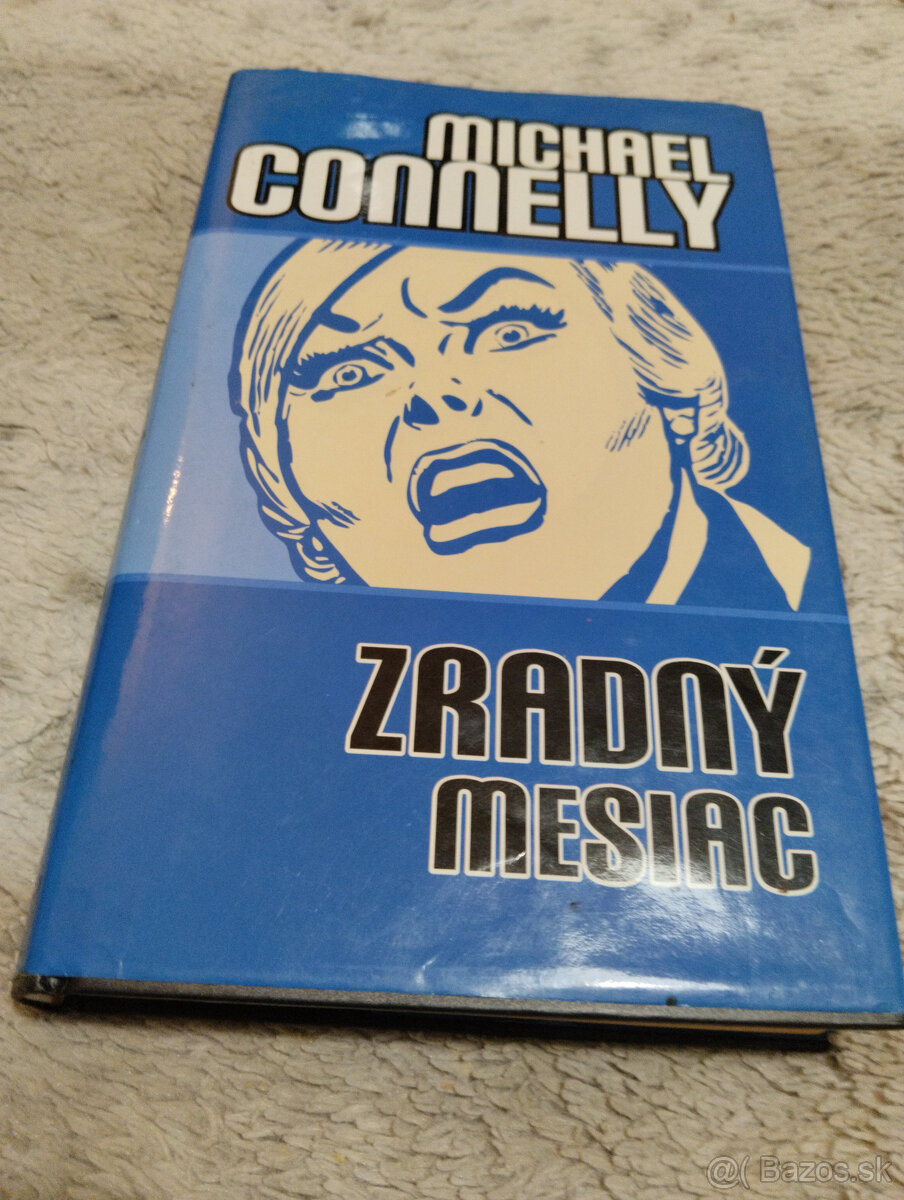 MICHAEL
CONNELLY
ZRADNÝ
MESIAC
@( Bazos.sk